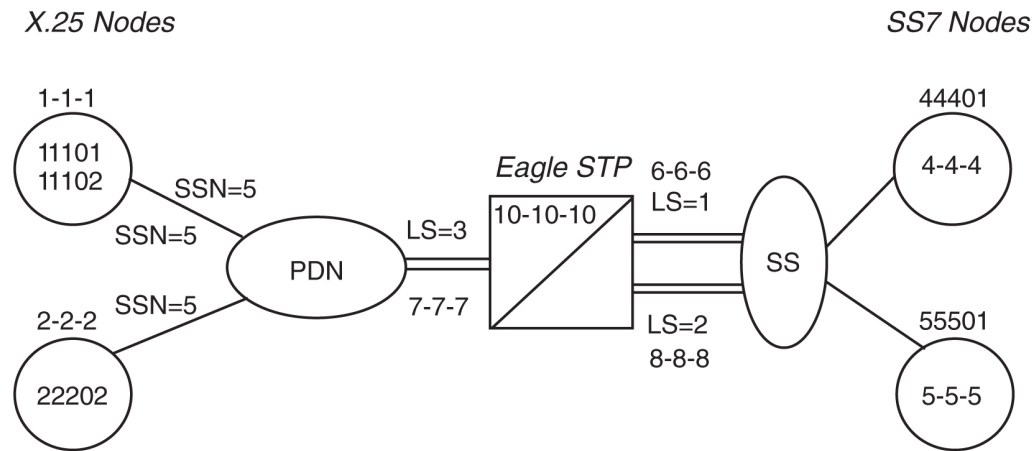 X.25 Nodes
SS7 Nodes
1-1-1
11101
11102
SSN=5
SSN=5
SSN=5
2-2-2
22202
PDN
LS=3
7-7-7
Eagle STP
10-10-10
6-6-6
LS=1
LS=2
8-8-8
SS
44401
4-4-4
55501
5-5-5